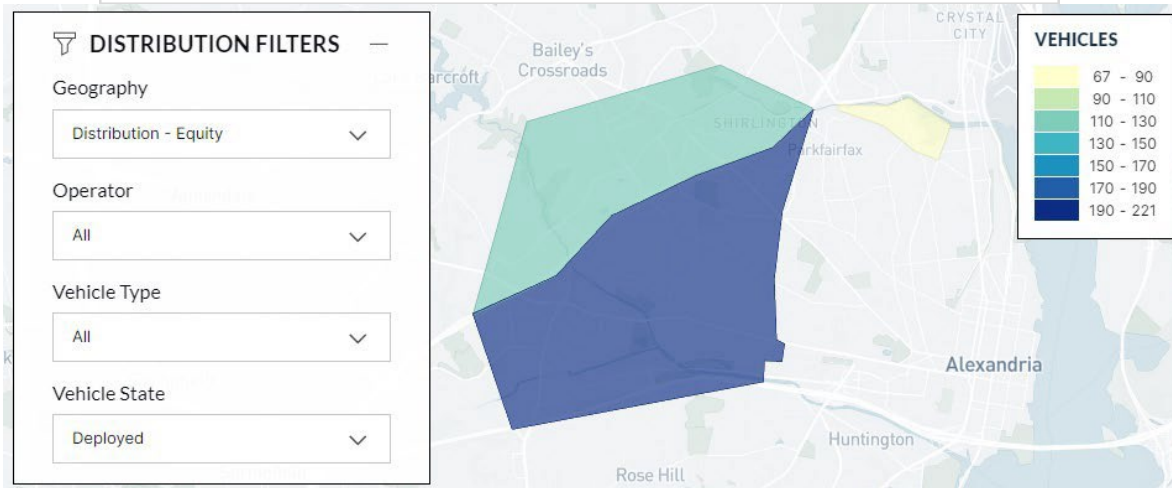 DISTRIBUTION FILTERS
Geography
Distribution - Equity
Operator
All
Vehicle Type
All
Vehicle State
Deployed
CRYSTAL
CITY
Bailey's
Crossroads
SHIRLINGTON
Parkfairfax
Alexandria
Huntington
Rose Hill
VEHICLES
67 - 90
90 - 110
110 - 130
130 - 150
150 - 170
170 - 190
190 - 221